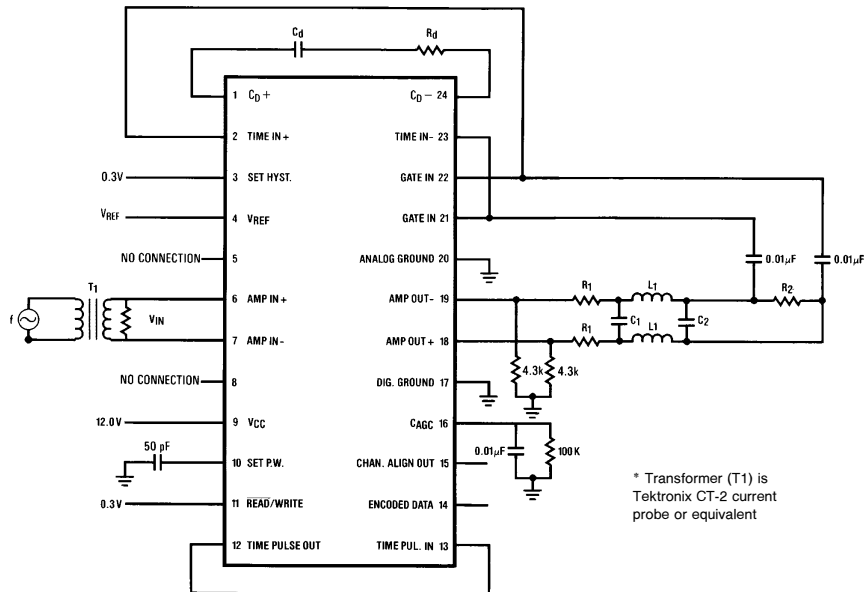 Cd
Rd
1 CD+
CD− 24
2 TIME IN+
TIME IN− 23
0.3V
3 SET HYST.
GATE IN 22
VREF
4 VREF
GATE IN 21
0.01μF
0.01μF
NO CONNECTION
5
ANALOG GROUND 20
T1
f
VIN
6 AMP IN+
AMP OUT− 19
R1
L1
R2
C1
C2
7 AMP IN−
AMP OUT+ 18
R1
L1
NO CONNECTION
8
DIG. GROUND 17
4.3k
4.3k
12.0V
9 VCC
CAGC 16
50 pF
10 SET P.W.
CHAN. ALIGN OUT 15
0.01μF
100K
0.3V
11 READ/WRITE
ENCODED DATA 14
12 TIME PULSE OUT
TIME PUL. IN 13
* Transformer (T1) is
Tektronix CT-2 current
probe or equivalent